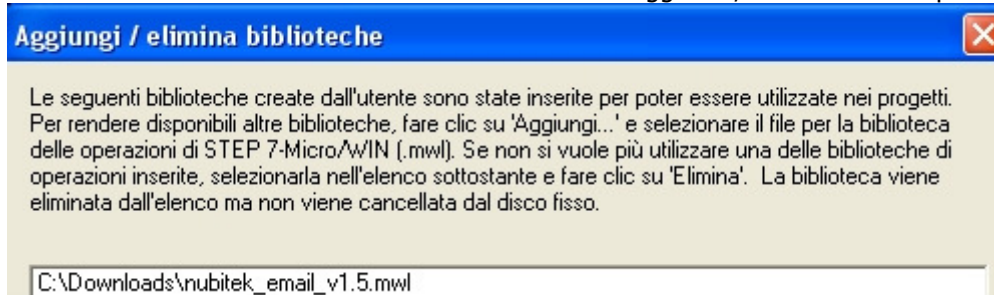 Aggiungi / elimina biblioteche
Le seguenti biblioteche create dall'utente sono state inserite per poter essere utilizzate nei progetti.
Per rendere disponibili altre biblioteche, fare clic su 'Aggiungi...' e selezionare il file per la biblioteca
delle operazioni di STEP 7-Micro/WIN (.mwl). Se non si vuole più utilizzare una delle biblioteche di
operazioni inserite, selezionarla nell'elenco sottostante e fare clic su 'Elimina'. La biblioteca viene
eliminata dall'elenco ma non viene cancellata dal disco fisso.
C:\Downloads\nubitek_email_v1.5.mwl